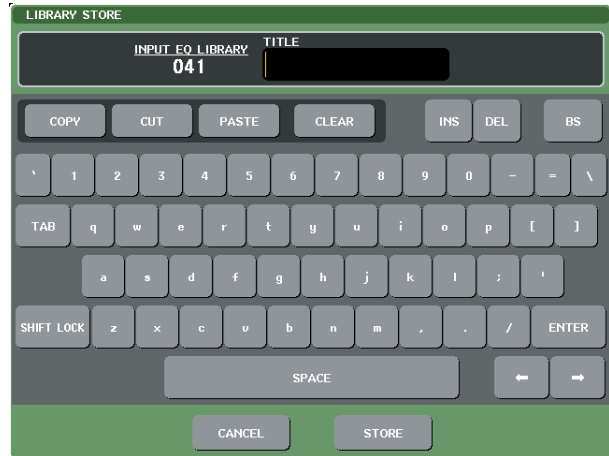 LIBRARY STORE
INPUT EQ LIBRARY TITLE
041
COPY CUT PASTE CLEAR INS DEL BS
` 1 2 3 4 5 6 7 8 9 0 - = \
TAB q w e r t y u i o p [ ]
a s d f g h j k l ; '
SHIFT LOCK z x c v b n m , . / ENTER
SPACE ← →
CANCEL STORE